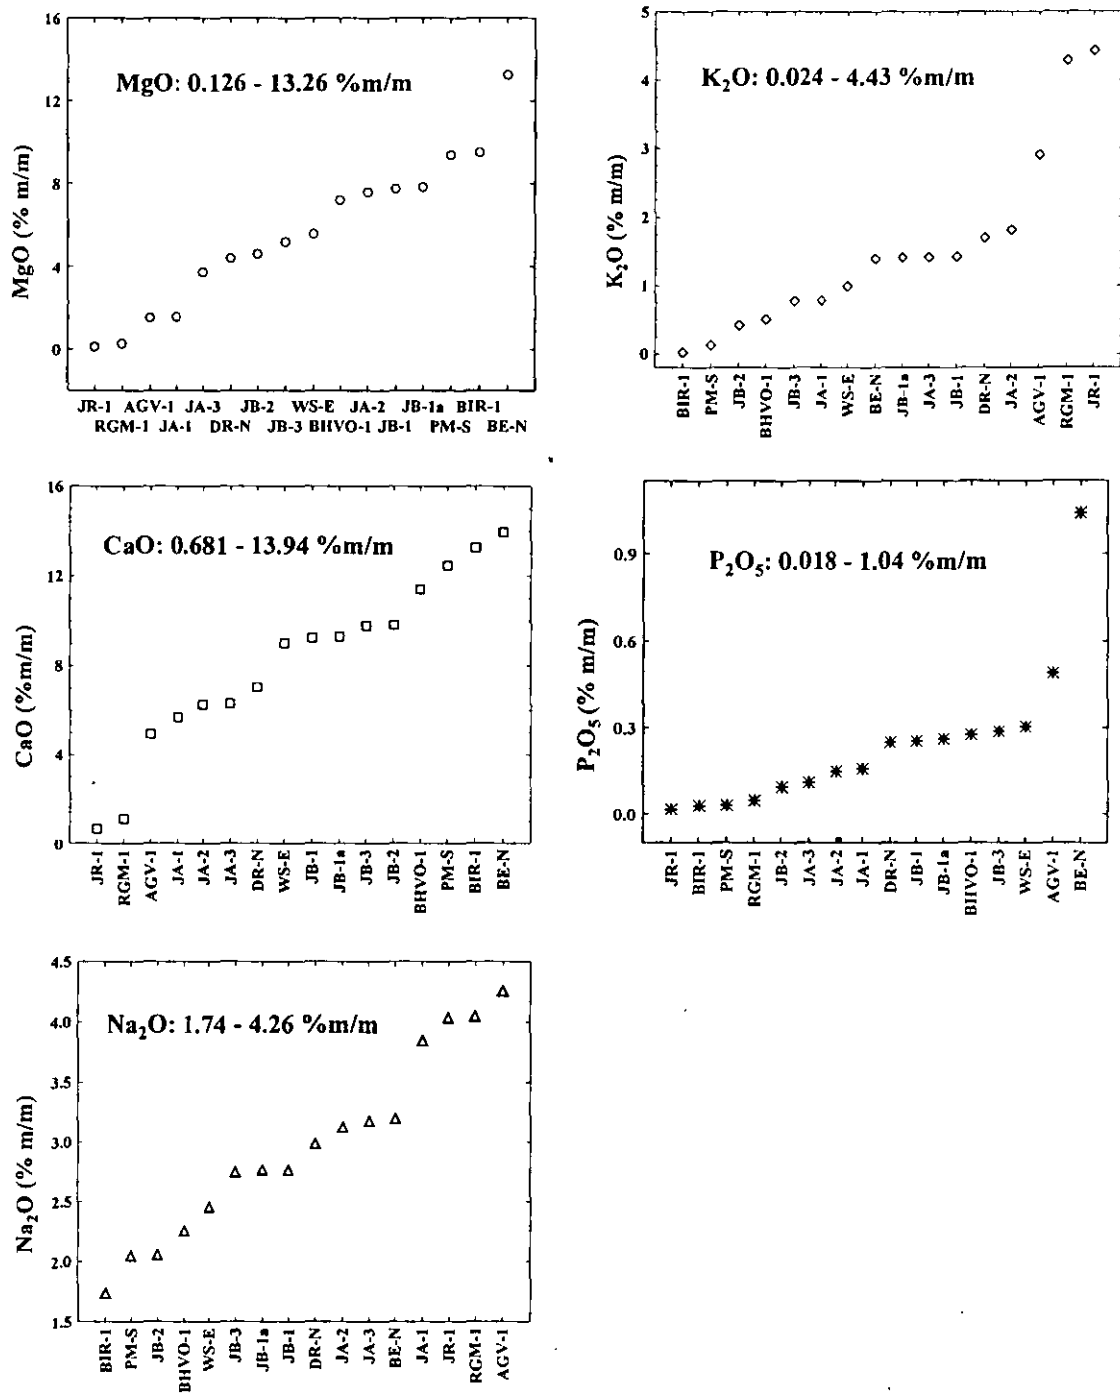 MgO: 0.126 - 13.26 %m/m
MgO (% m/m)
16
12
8
4
0
JR-1 AGV-1 JA-3 JB-2 WS-E JA-2 JB-1a BIR-1
RGM-1 JA-1 DR-N JB-3 BHVO-1 JB-1 PM-S BE-N
K₂O: 0.024 - 4.43 %m/m
K₂O (% m/m)
5
4
3
2
1
0
BIR-1
PM-S
JB-2
BHVO-1
JB-3
JA-1
WS-E
BE-N
JB-1a
JA-3
JB-1
DR-N
JA-2
AGV-1
RGM-1
JR-1
CaO: 0.681 - 13.94 %m/m
CaO (%m/m)
16
12
8
4
0
JR-1
RGM-1
AGV-1
JA-1
JA-2
JA-3
DR-N
WS-E
JB-1
JB-1a
JB-3
JB-2
BHVO-1
PM-S
BIR-1
BE-N
P₂O₅: 0.018 - 1.04 %m/m
P₂O₅ (% m/m)
0.9
0.6
0.3
0.0
JR-1
BIR-1
PM-S
RGM-1
JB-2
JA-3
JA-2
JA-1
DR-N
JB-1
JB-1a
BHVO-1
JB-3
WS-E
AGV-1
BE-N
Na₂O: 1.74 - 4.26 %m/m
Na₂O (% m/m)
4.5
4.0
3.5
3.0
2.5
2.0
1.5
BIR-1
PM-S
JB-2
BHVO-1
WS-E
JB-3
JB-1a
JB-1
DR-N
JA-2
JA-3
BE-N
JA-1
JR-1
RGM-1
AGV-1